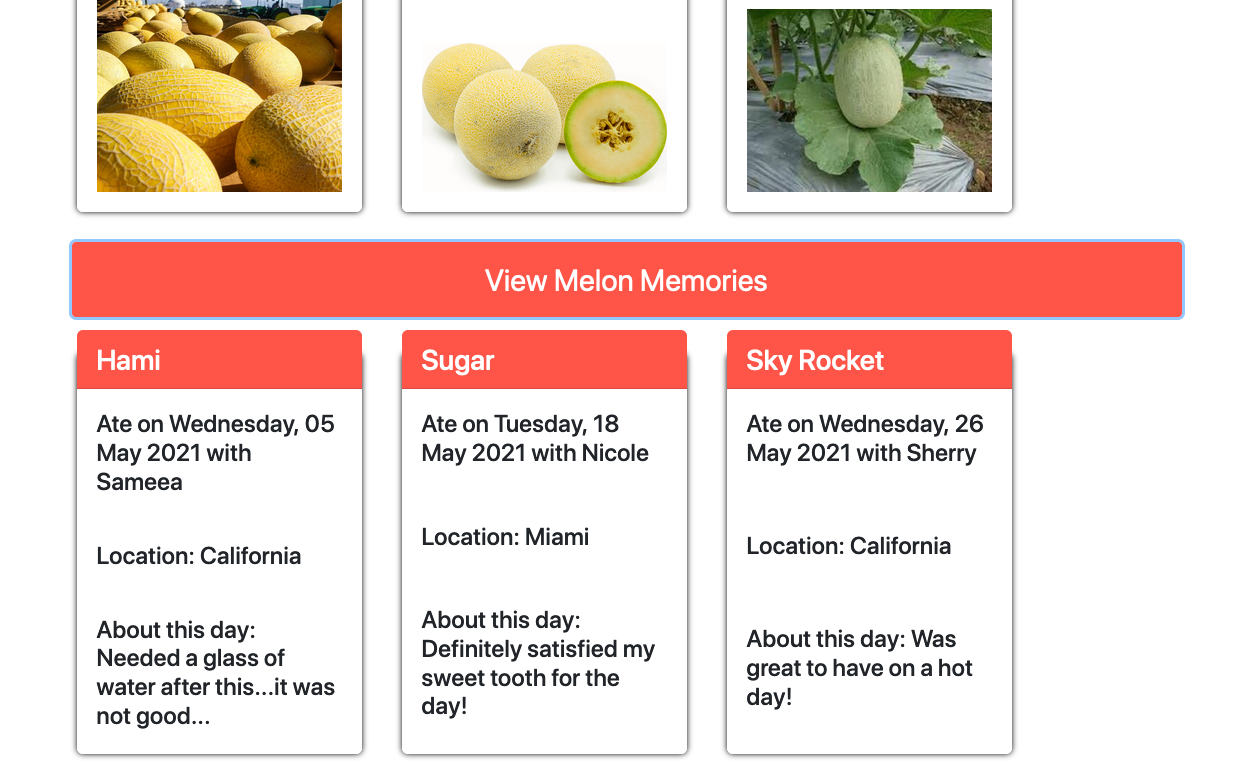 View Melon Memories
Hami
Ate on Wednesday, 05
May 2021 with
Sameea
Location: California
About this day:
Needed a glass of
water after this...it was
not good...
Sugar
Ate on Tuesday, 18
May 2021 with Nicole
Location: Miami
About this day:
Definitely satisfied my
sweet tooth for the
day!
Sky Rocket
Ate on Wednesday, 26
May 2021 with Sherry
Location: California
About this day: Was
great to have on a hot
day!